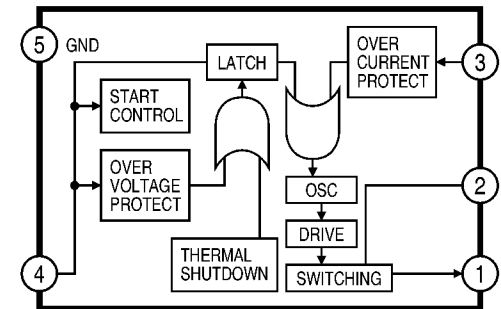 5 GND
LATCH
OVER
CURRENT
PROTECT
3
START
CONTROL
OVER
VOLTAGE
PROTECT
OSC
2
DRIVE
THERMAL
SHUTDOWN
SWITCHING
4
1